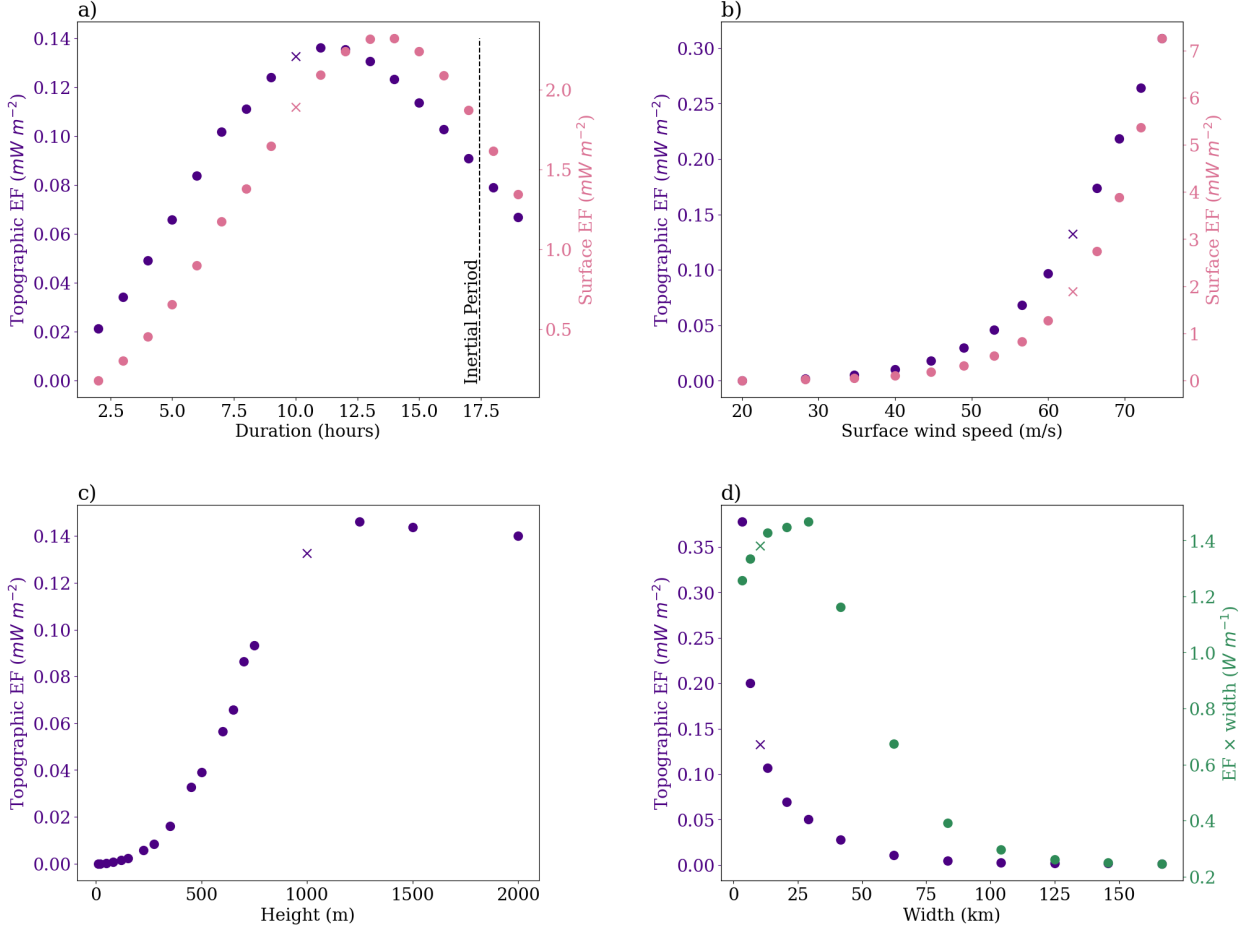 a)
0.14
0.12
0.10
0.08
0.06
0.04
0.02
0.00
Topographic EF (mW m⁻²)
2.0
1.5
1.0
0.5
Surface EF (mW m⁻²)
Inertial Period
2.5 5.0 7.5 10.0 12.5 15.0 17.5
Duration (hours)
b)
0.30
0.25
0.20
0.15
0.10
0.05
0.00
Topographic EF (mW m⁻²)
7
6
5
4
3
2
1
0
Surface EF (mW m⁻²)
20 30 40 50 60 70
Surface wind speed (m/s)
c)
0.14
0.12
0.10
0.08
0.06
0.04
0.02
0.00
Topographic EF (mW m⁻²)
0 500 1000 1500 2000
Height (m)
d)
0.35
0.30
0.25
0.20
0.15
0.10
0.05
0.00
Topographic EF (mW m⁻²)
1.4
1.2
1.0
0.8
0.6
0.4
0.2
EF × width (W m⁻¹)
0 25 50 75 100 125 150
Width (km)